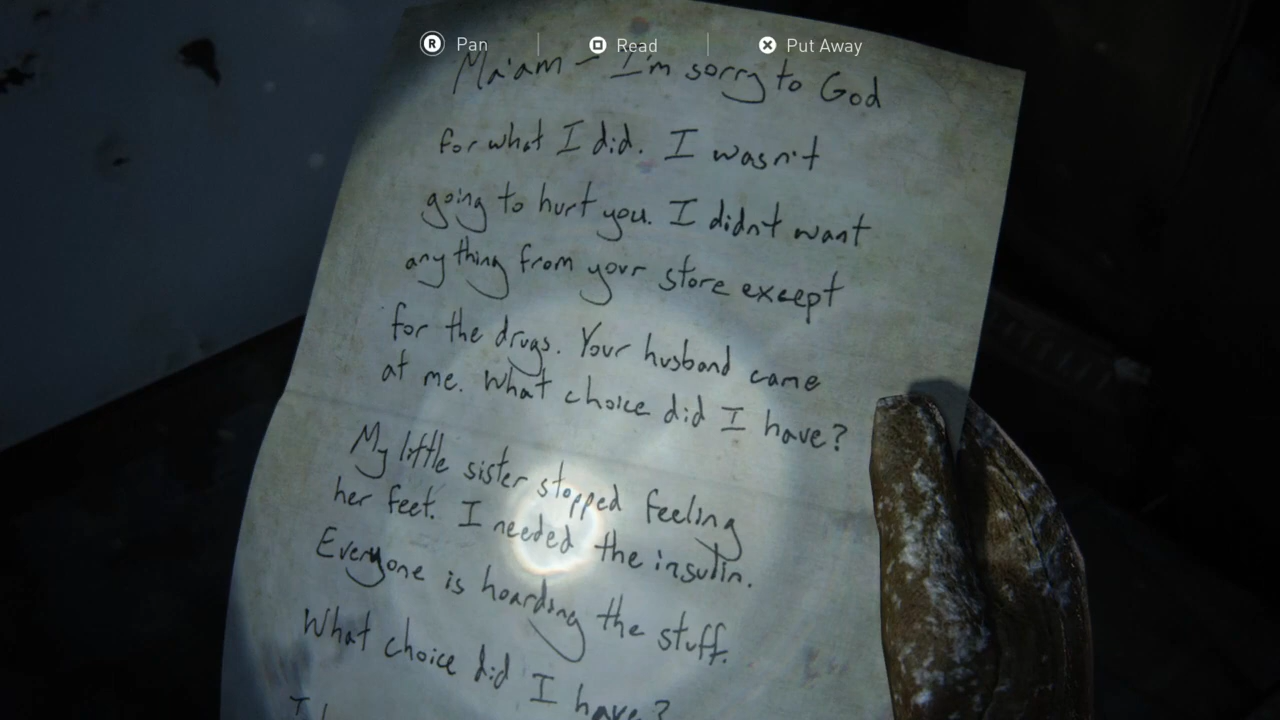 R Pan | Read | Put Away
Ma'am - I'm sorry to God
for what I did. I wasn't
going to hurt you. I didnt want
anything from your store except
for the drugs. Your husband came
at me. What choice did I have?
My little sister stopped feeling
her feet. I needed the insulin.
Everyone is hoarding the stuff.
What choice did I have?